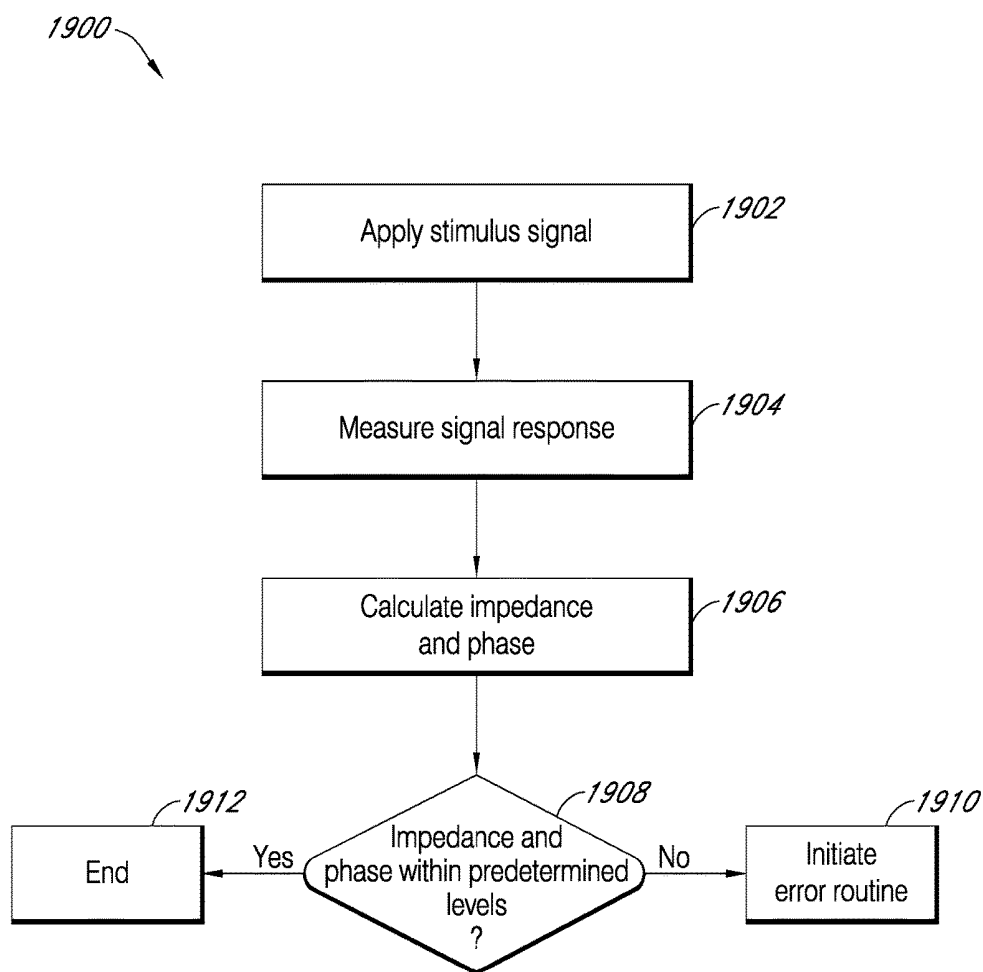 1900
Apply stimulus signal
1902
Measure signal response
1904
Calculate impedance
and phase
1906
1908
Impedance and
phase within predetermined
levels
?
Yes
1912
End
No
1910
Initiate
error routine